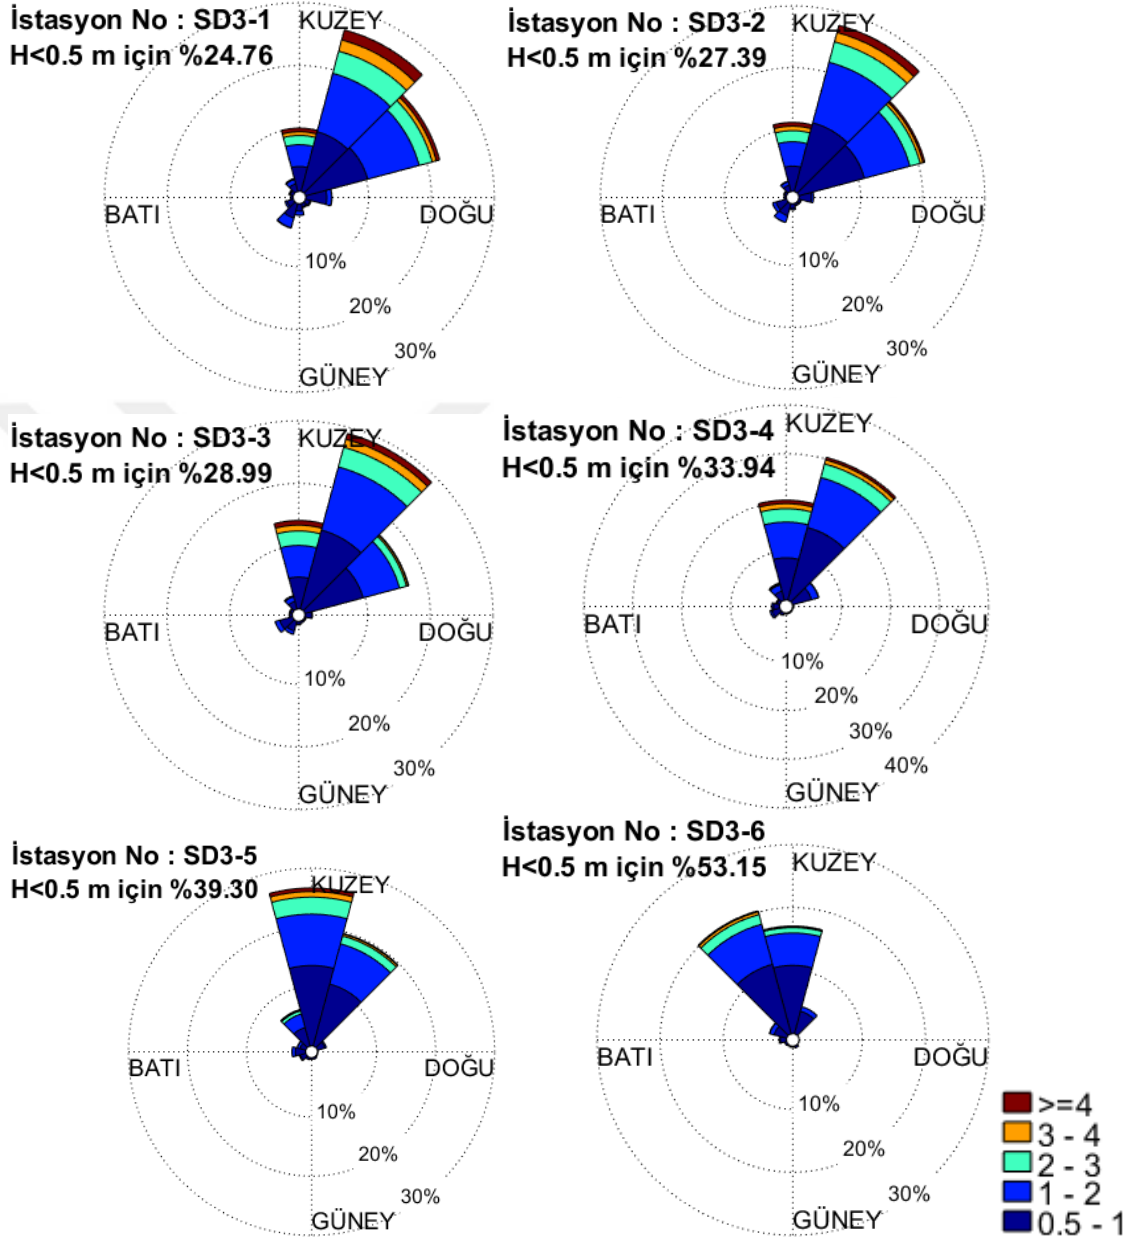 İstasyon No : SD3-1
H<0.5 m için %24.76
KUZEY
BATI
DOĞU
10%
20%
30%
GÜNEY
İstasyon No : SD3-2
H<0.5 m için %27.39
KUZEY
BATI
DOĞU
10%
20%
30%
GÜNEY
İstasyon No : SD3-3
H<0.5 m için %28.99
KUZEY
BATI
DOĞU
10%
20%
30%
GÜNEY
İstasyon No : SD3-4
H<0.5 m için %33.94
KUZEY
BATI
DOĞU
10%
20%
30%
40%
GÜNEY
İstasyon No : SD3-5
H<0.5 m için %39.30
KUZEY
BATI
DOĞU
10%
20%
30%
GÜNEY
İstasyon No : SD3-6
H<0.5 m için %53.15
KUZEY
BATI
DOĞU
10%
20%
30%
GÜNEY
>=4
3 - 4
2 - 3
1 - 2
0.5 - 1